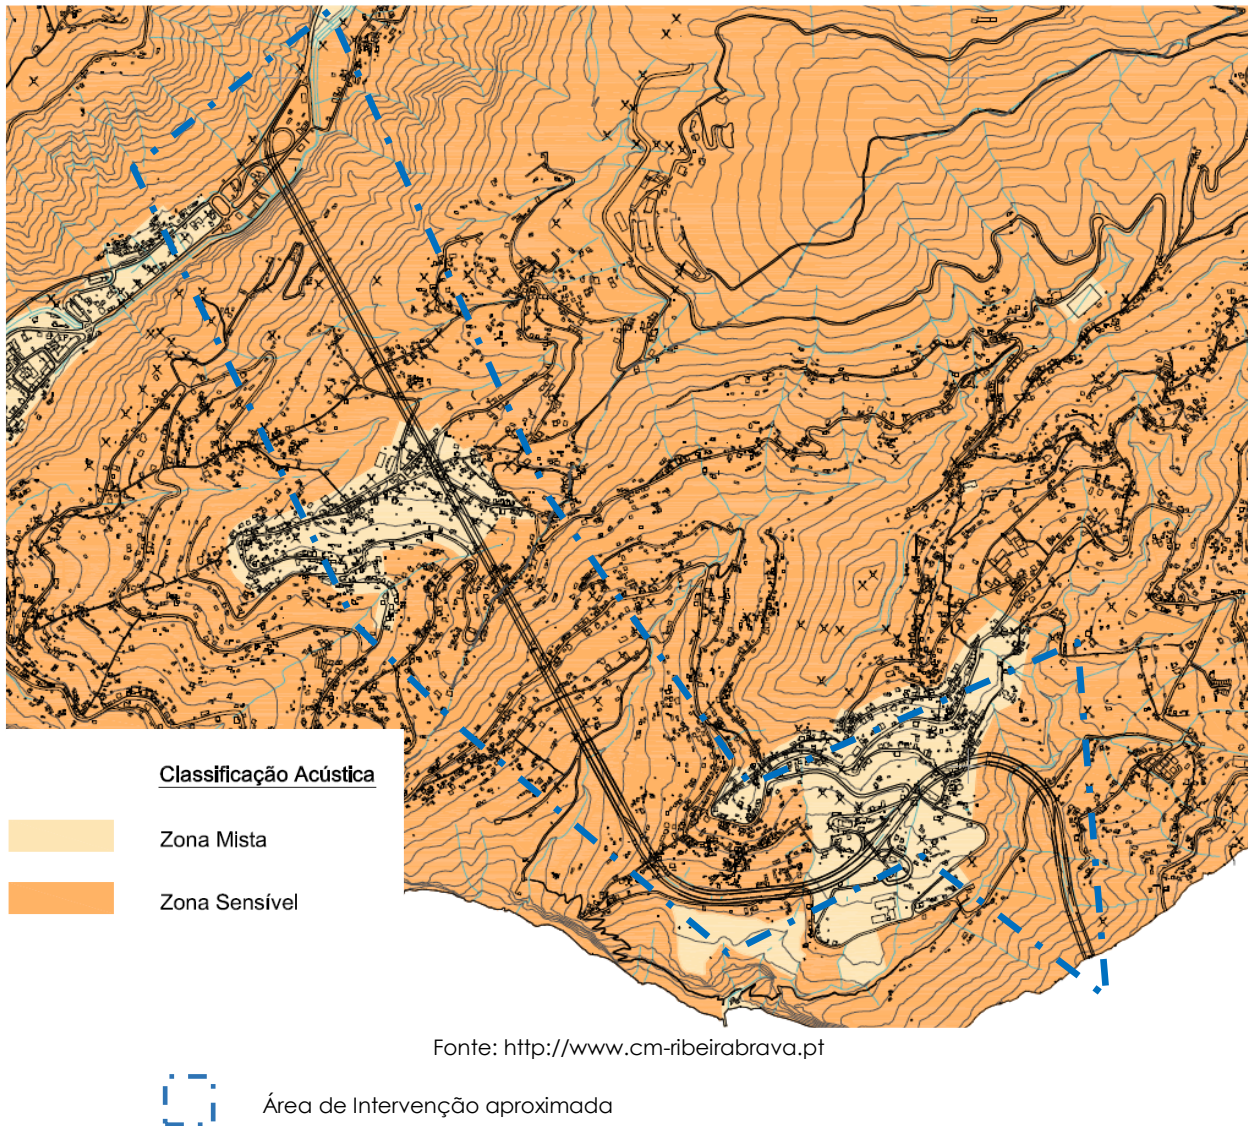 Classificação Acústica
Zona Mista
Zona Sensível
Fonte: http://www.cm-ribeirabrava.pt
Área de Intervenção aproximada